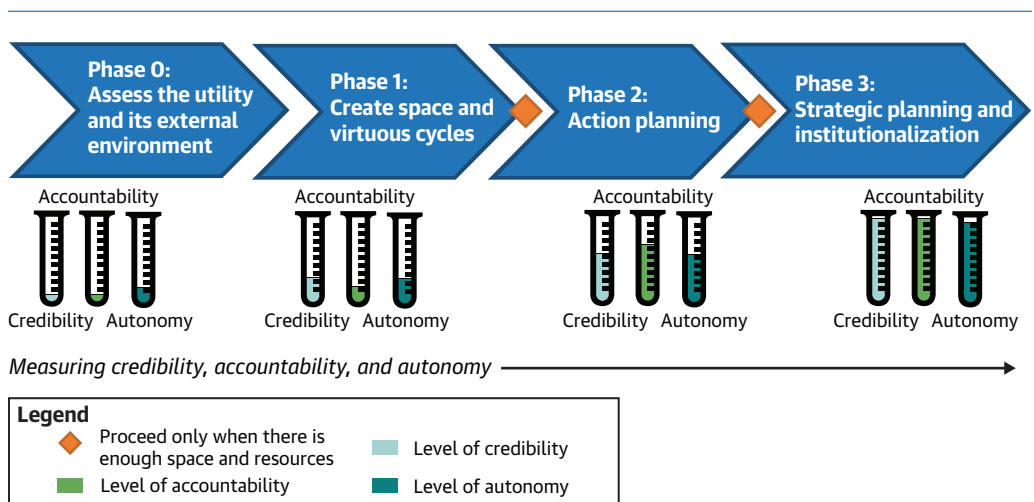 Phase 0:
Assess the utility
and its external
environment
Phase 1:
Create space and
virtuous cycles
Phase 2:
Action planning
Phase 3:
Strategic planning and
institutionalization
Accountability
Credibility Autonomy
Accountability
Credibility Autonomy
Accountability
Credibility Autonomy
Accountability
Credibility Autonomy
Measuring credibility, accountability, and autonomy
Legend
Proceed only when there is
enough space and resources
Level of accountability
Level of credibility
Level of autonomy